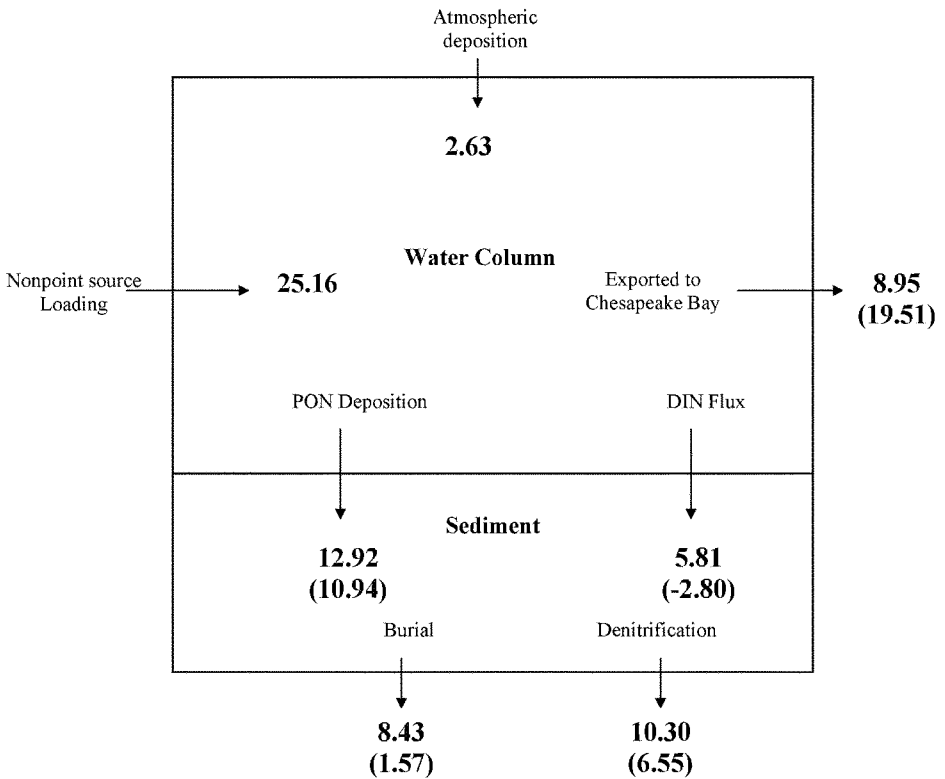 Atmospheric
deposition
2.63
Water Column
Nonpoint source
Loading
25.16
Exported to
Chesapeake Bay
8.95
(19.51)
PON Deposition
DIN Flux
Sediment
12.92
(10.94)
5.81
(-2.80)
Burial
Denitrification
8.43
(1.57)
10.30
(6.55)